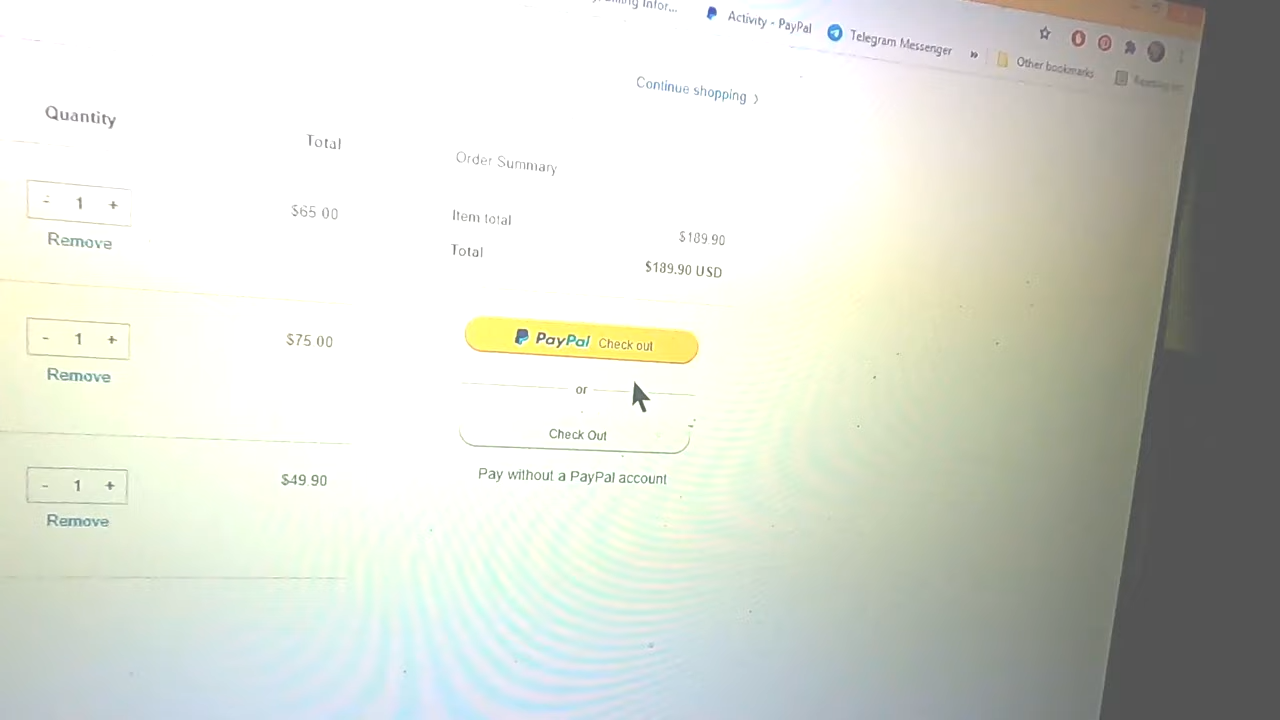 Activity - PayPal
Telegram Messenger
»
Other bookmarks
Continue shopping >
Quantity
Total
Order Summary
- 1 +
$65.00
Remove
Item total
$189.90
Total
$189.90 USD
- 1 +
$75.00
Remove
PayPal Check out
or
Check Out
Pay without a PayPal account
- 1 +
$49.90
Remove